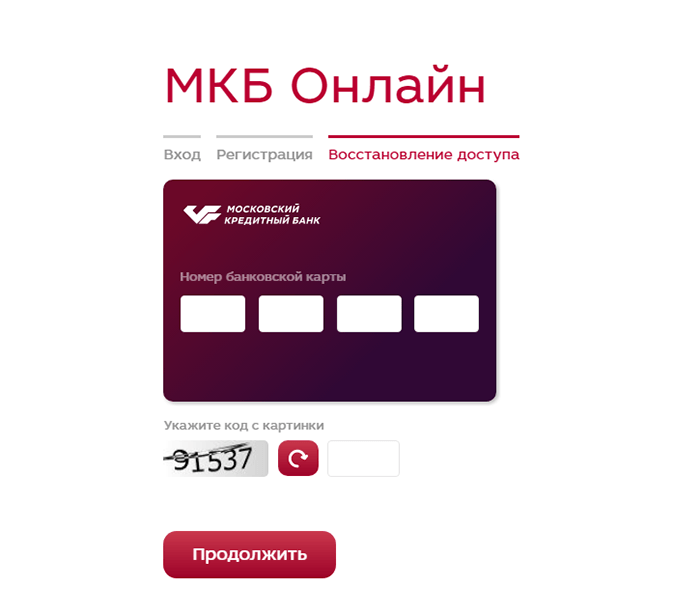 МКБ Онлайн
Вход Регистрация Восстановление доступа
МОСКОВСКИЙ
КРЕДИТНЫЙ БАНК
Номер банковской карты
Укажите код с картинки
91537
Продолжить